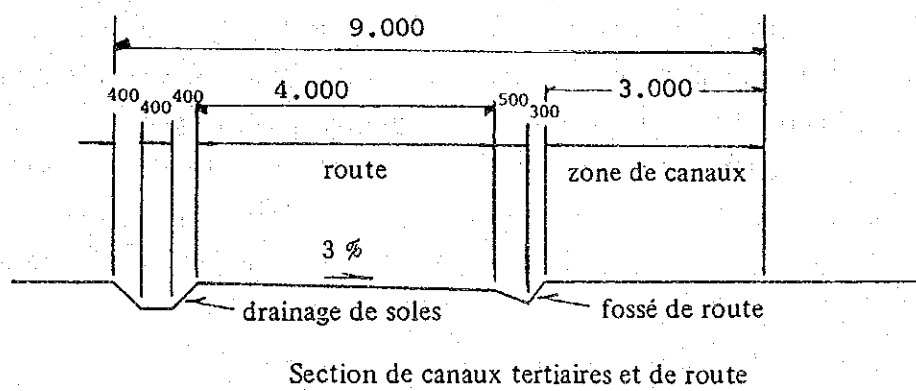 9.000
400 400 400 4.000 500 300 3.000
route zone de canaux
3 %
drainage de soles fossé de route
Section de canaux tertiaires et de route